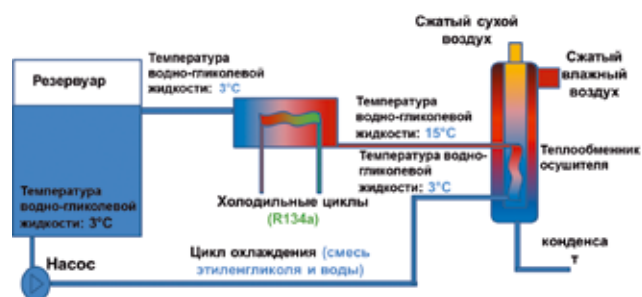 Сжатый сухой
воздух
Сжатый
влажный
воздух
Температура
водно-гликолевой
жидкости: 3°C
Резервуар
Температура
водно-гликолевой
жидкости: 15°C
Температура водно-
гликолевой
жидкости: 3°C
Теплообменник
осушителя
Температура
водно-гликолевой
жидкости: 3°C
Холодильные циклы
(R134a)
Насос
Цикл охлаждения (смесь
этиленгликоля и воды)
конденса
т